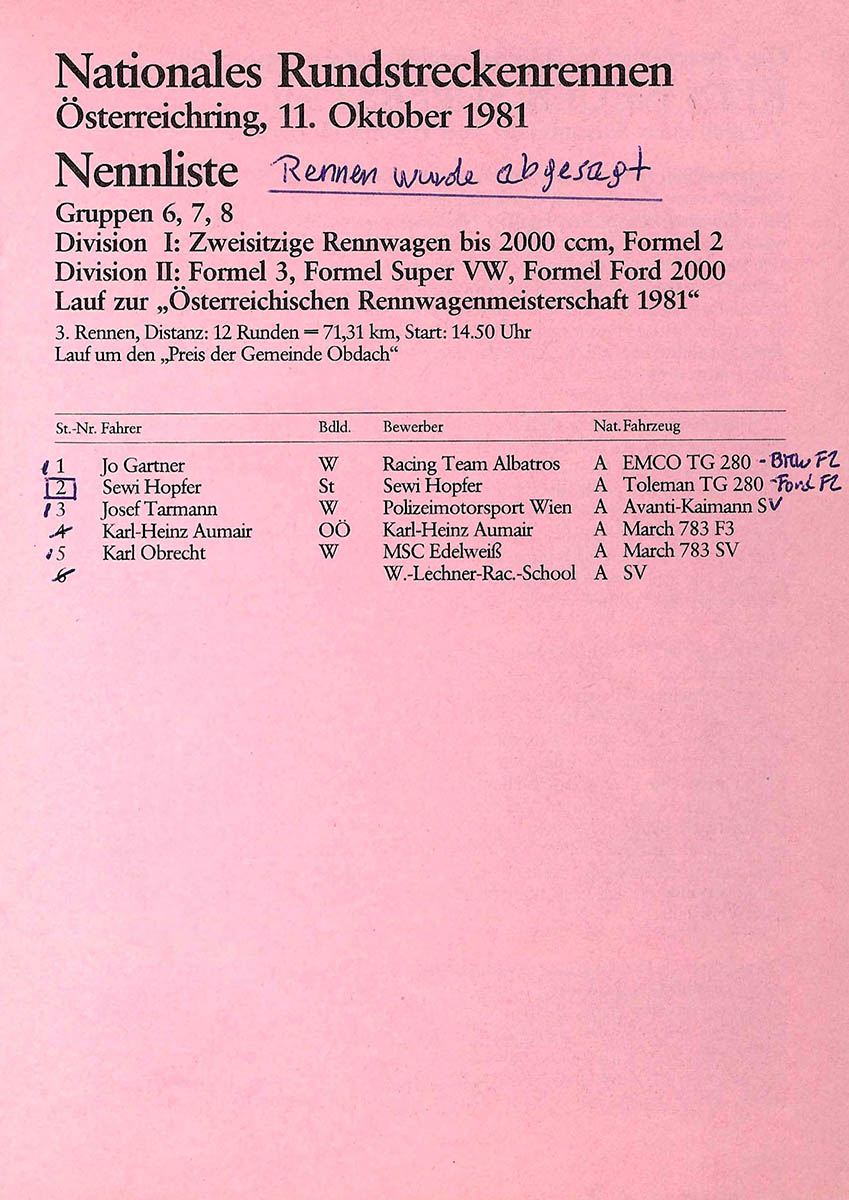 Nationales Rundstreckenrennen
Österreichring, 11. Oktober 1981
Nennliste Rennen wurde abgesagt
Gruppen 6, 7, 8
Division I: Zweisitzige Rennwagen bis 2000 ccm, Formel 2
Division II: Formel 3, Formel Super VW, Formel Ford 2000
Lauf zur „Österreichischen Rennwagenmeisterschaft 1981“
3. Rennen, Distanz: 12 Runden = 71,31 km, Start: 14.50 Uhr
Lauf um den „Preis der Gemeinde Obdach“
St.-Nr. Fahrer Bdld. Bewerber Nat. Fahrzeug
1 Jo Gartner W Racing Team Albatros A EMCO TG 280 - BMW F2
2 Sewi Hopfer St Sewi Hopfer A Toleman TG 280 - Ford F2
3 Josef Tarmann W Polizeimotorsport Wien A Avanti-Kaimann SV
4 Karl-Heinz Aumair OÖ Karl-Heinz Aumair A March 783 F3
5 Karl Obrecht W MSC Edelweiß A March 783 SV
6 W.-Lechner-Rac.-School A SV